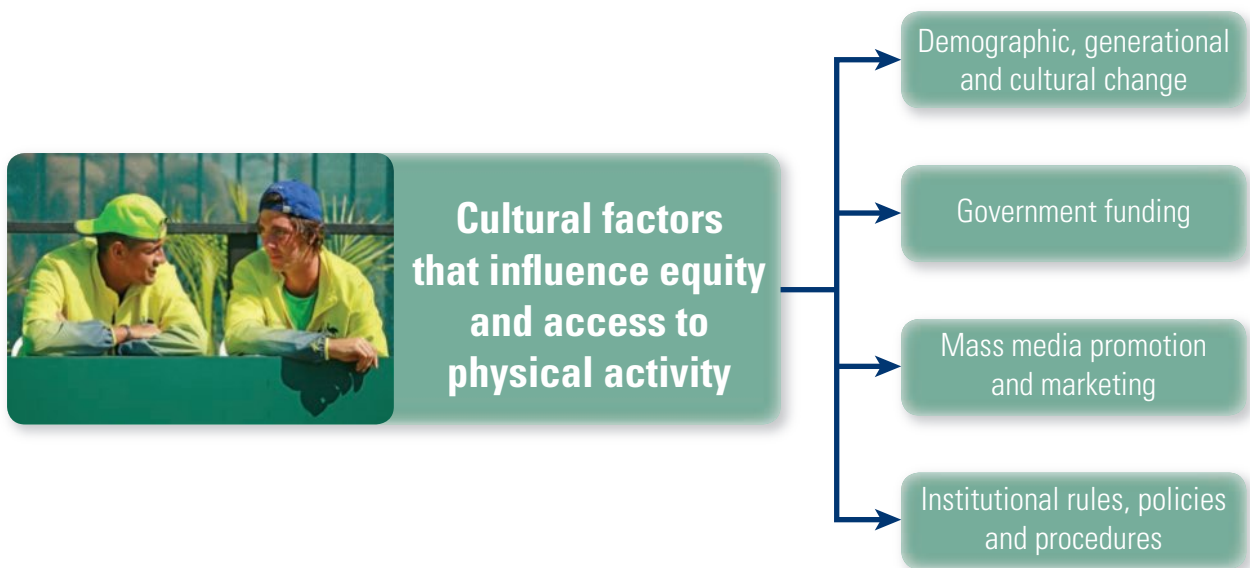 Cultural factors
that influence equity
and access to
physical activity
Demographic, generational
and cultural change
Government funding
Mass media promotion
and marketing
Institutional rules, policies
and procedures